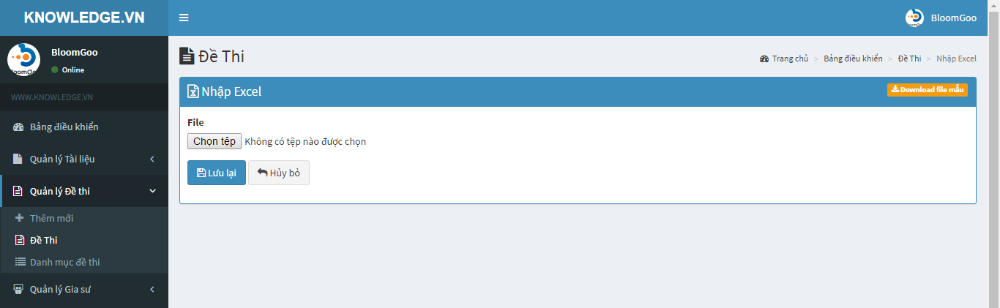 KNOWLEDGE.VN
BloomGoo
BloomGoo
Online
WWW.KNOWLEDGE.VN
Bảng điều khiển
Quản lý Tài liệu
Quản lý Đề thi
Thêm mới
Đề Thi
Danh mục đề thi
Quản lý Gia sư
Đề Thi
Trang chủ > Bảng điều khiển > Đề Thi > Nhập Excel
Nhập Excel
Download file mẫu
File
Chọn tệp Không có tệp nào được chọn
Lưu lại Hủy bỏ